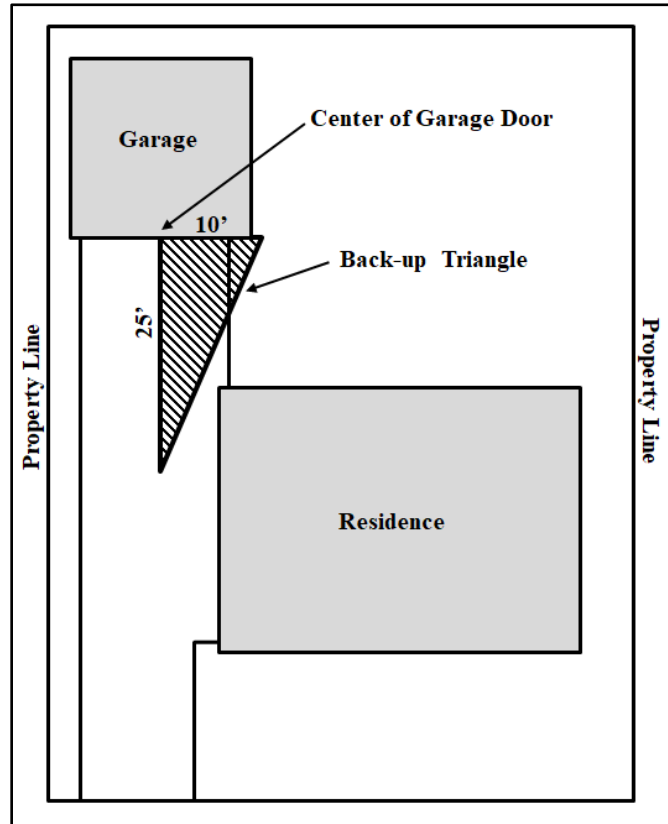 Center of Garage Door
Garage
10’
Back-up Triangle
25’
Property Line
Property Line
Residence